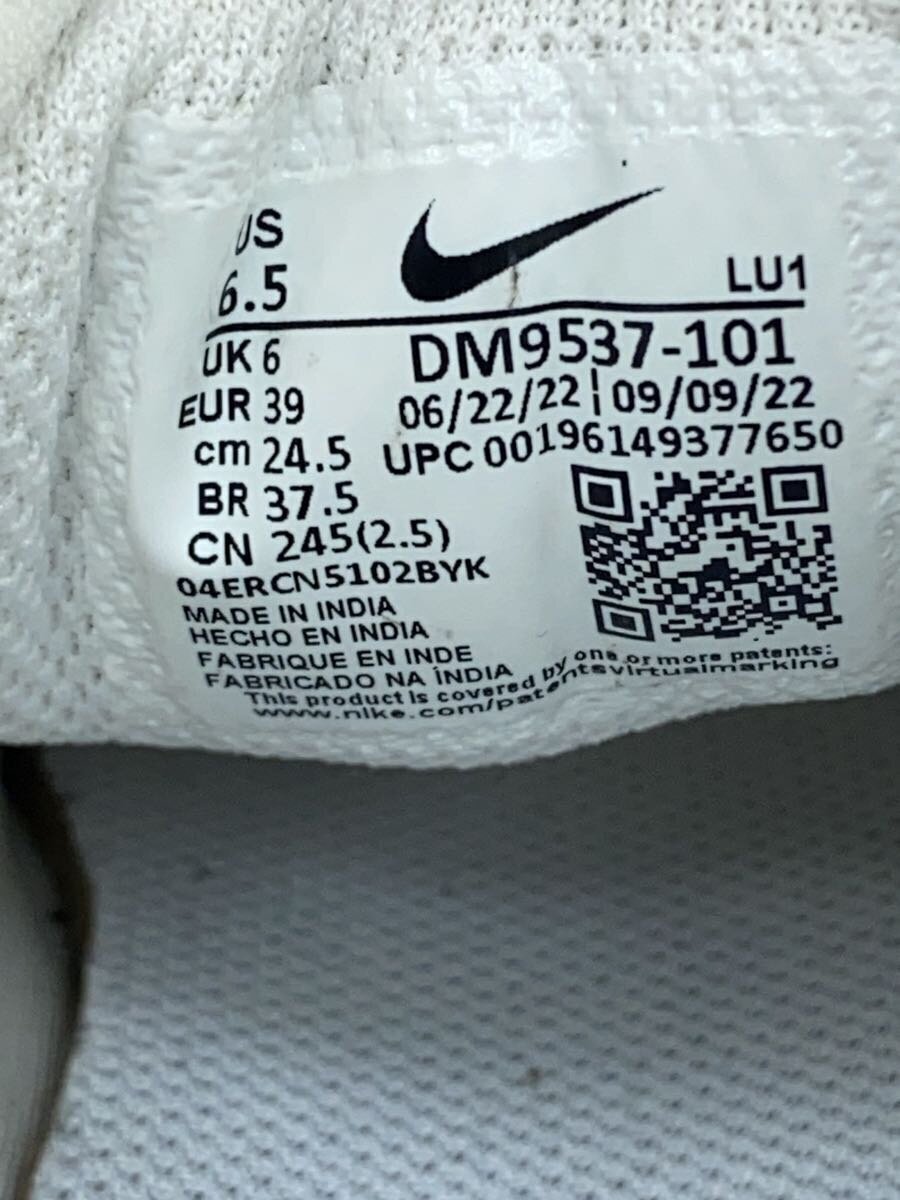 US
6.5
LU1
UK 6
DM9537-101
EUR 39
06/22/22 | 09/09/22
cm 24.5
UPC 00196149377650
BR 37.5
CN 245(2.5)
04ERCN5102BYK
MADE IN INDIA
HECHO EN INDIA
FABRIQUE EN INDE
FABRICADO NA ÍNDIA
This product is covered by one or more patents:
www.nike.com/patentsvirtualmarking